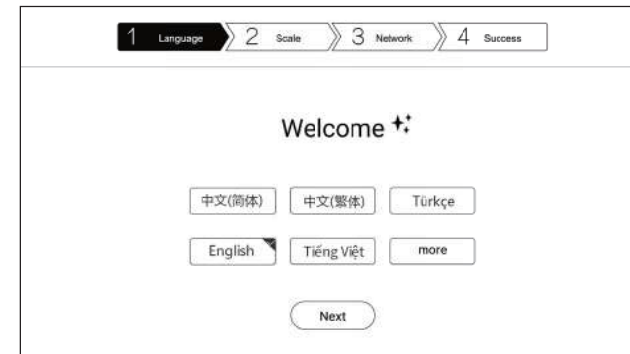 1 Language 2 Scale 3 Network 4 Success
Welcome
中文(简体) 中文(繁体) Türkçe
English Tiếng Việt more
Next